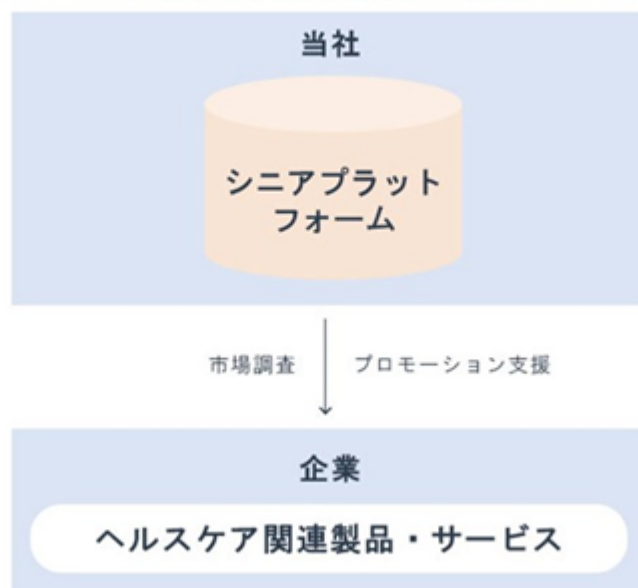 当社
シニアプラット
フォーム
市場調査 プロモーション支援
企業
ヘルスケア関連製品・サービス